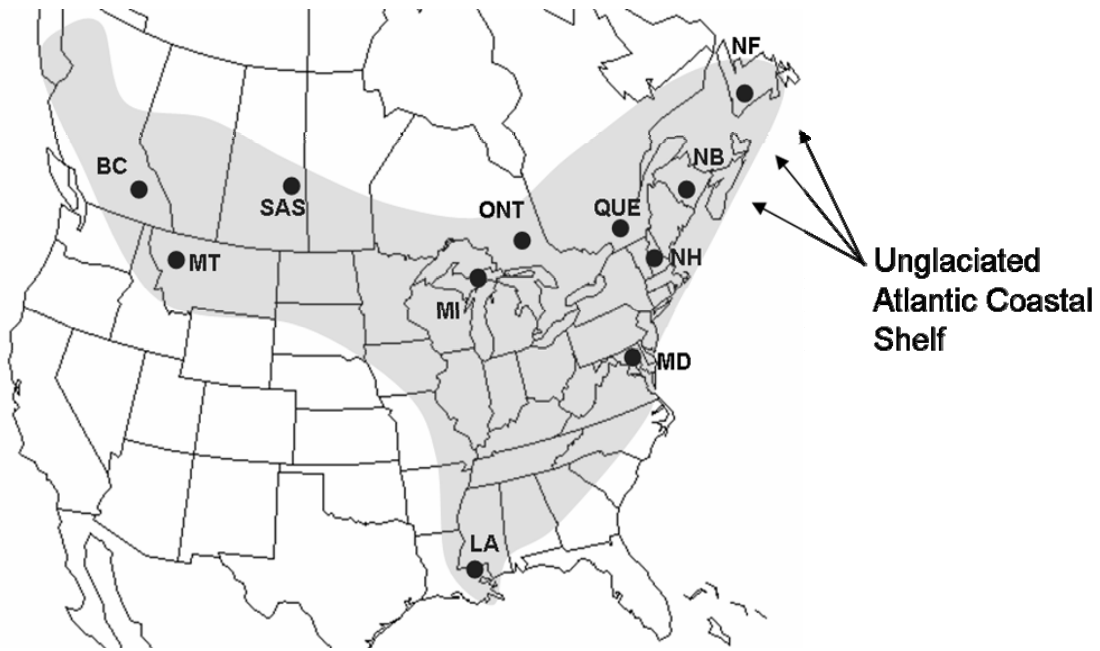 NF
BC
NB
SAS
ONT
QUE
MT
NH
MI
MD
LA
Unglaciated
Atlantic Coastal
Shelf